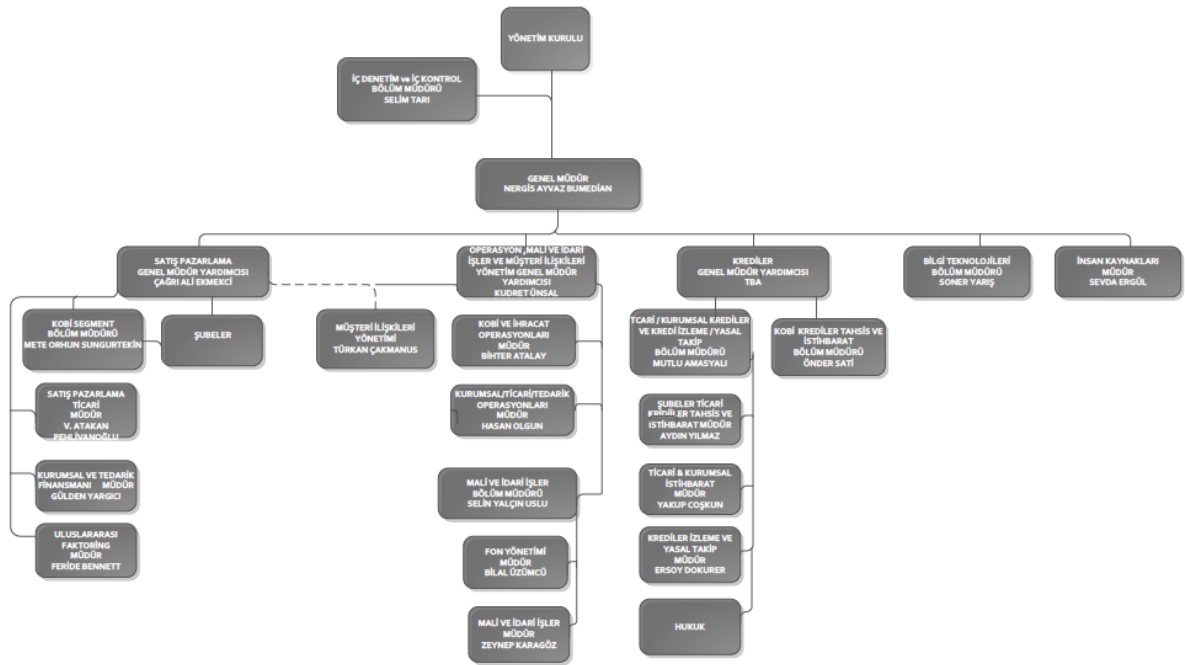 YÖNETİM KURULU
İÇ DENETİM ve İÇ KONTROL
BÖLÜM MÜDÜRÜ
SELİM TARI
GENEL MÜDÜR
NERGİS AYVAZ BUMEDİAN
SATIŞ PAZARLAMA
GENEL MÜDÜR YARDIMCISI
ÇAĞRI ALİ EKMEKCİ
OPERASYON ,MALİ VE İDARİ
İŞLER VE MÜŞTERİ İLİŞKİLERİ
YÖNETİM GENEL MÜDÜR
YARDIMCISI
KUDRET ÜNSAL
KREDİLER
GENEL MÜDÜR YARDIMCISI
TBA
BİLGİ TEKNOLOJİLERİ
BÖLÜM MÜDÜRÜ
SONER YARIŞ
İNSAN KAYNAKLARI
MÜDÜR
SEVDA ERGÜL
KOBİ SEGMENT
BÖLÜM MÜDÜRÜ
METE ORHUN SUNGURTEKİN
ŞUBELER
MÜŞTERİ İLİŞKİLERİ
YÖNETİMİ
TÜRKAN ÇAKMANUS
KOBİ VE İHRACAT
OPERASYONLARI
MÜDÜR
BİHTER ATALAY
TCARİ / KURUMSAL KREDİLER
VE KREDİ İZLEME / YASAL
TAKİP
BÖLÜM MÜDÜRÜ
MUTLU AMASYALI
KOBİ KREDİLER TAHSİS VE
İSTİHBARAT
BÖLÜM MÜDÜRÜ
ÖNDER SATİ
SATIŞ PAZARLAMA
TİCARİ
MÜDÜR
V. ATAKAN
PEHLİVANOĞLU
KURUMSAL/TİCARİ/TEDARİK
OPERASYONLARI
MÜDÜR
HASAN OLGUN
ŞUBELER TİCARİ
KREDİLER TAHSİS VE
İSTİHBARAT MÜDÜR
AYDIN YILMAZ
KURUMSAL VE TEDARİK
FİNANSMANI MÜDÜR
GÜLDEN YARGICI
MALİ VE İDARİ İŞLER
BÖLÜM MÜDÜRÜ
SELİN YALÇIN USLU
TİCARİ & KURUMSAL
İSTİHBARAT
MÜDÜR
YAKUP COŞKUN
ULUSLARARASI
FAKTORİNG
MÜDÜR
FERİDE BENNETT
FON YÖNETİMİ
MÜDÜR
BİLAL ÜZÜMCÜ
KREDİLER İZLEME VE
YASAL TAKİP
MÜDÜR
ERSOY DOKURER
MALİ VE İDARİ İŞLER
MÜDÜR
ZEYNEP KARAGÖZ
HUKUK